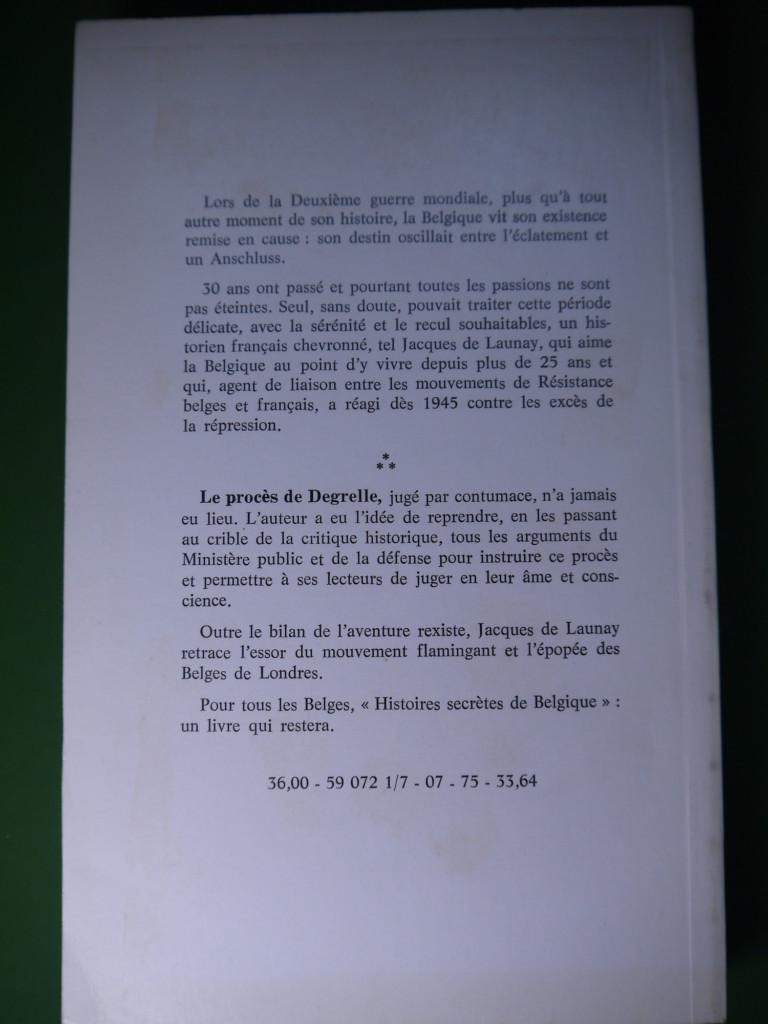 Lors de la Deuxième guerre mondiale, plus qu'à tout
autre moment de son histoire, la Belgique vit son existence
remise en cause : son destin oscillait entre l'éclatement et
un Anschluss.
30 ans ont passé et pourtant toutes les passions ne sont
pas éteintes. Seul, sans doute, pouvait traiter cette période
délicate, avec la sérénité et le recul souhaitables, un his-
torien français chevronné, tel Jacques de Launay, qui aime
la Belgique au point d'y vivre depuis plus de 25 ans et
qui, agent de liaison entre les mouvements de Résistance
belges et français, a réagi dès 1945 contre les excès de
la répression.
*
* *
Le procès de Degrelle, jugé par contumace, n'a jamais
eu lieu. L'auteur a eu l'idée de reprendre, en les passant
au crible de la critique historique, tous les arguments du
Ministère public et de la défense pour instruire ce procès
et permettre à ses lecteurs de juger en leur âme et cons-
cience.
Outre le bilan de l'aventure rexiste, Jacques de Launay
retrace l'essor du mouvement flamingant et l'épopée des
Belges de Londres.
Pour tous les Belges, « Histoires secrètes de Belgique » :
un livre qui restera.
36,00 - 59 072 1/7 - 07 - 75 - 33,64